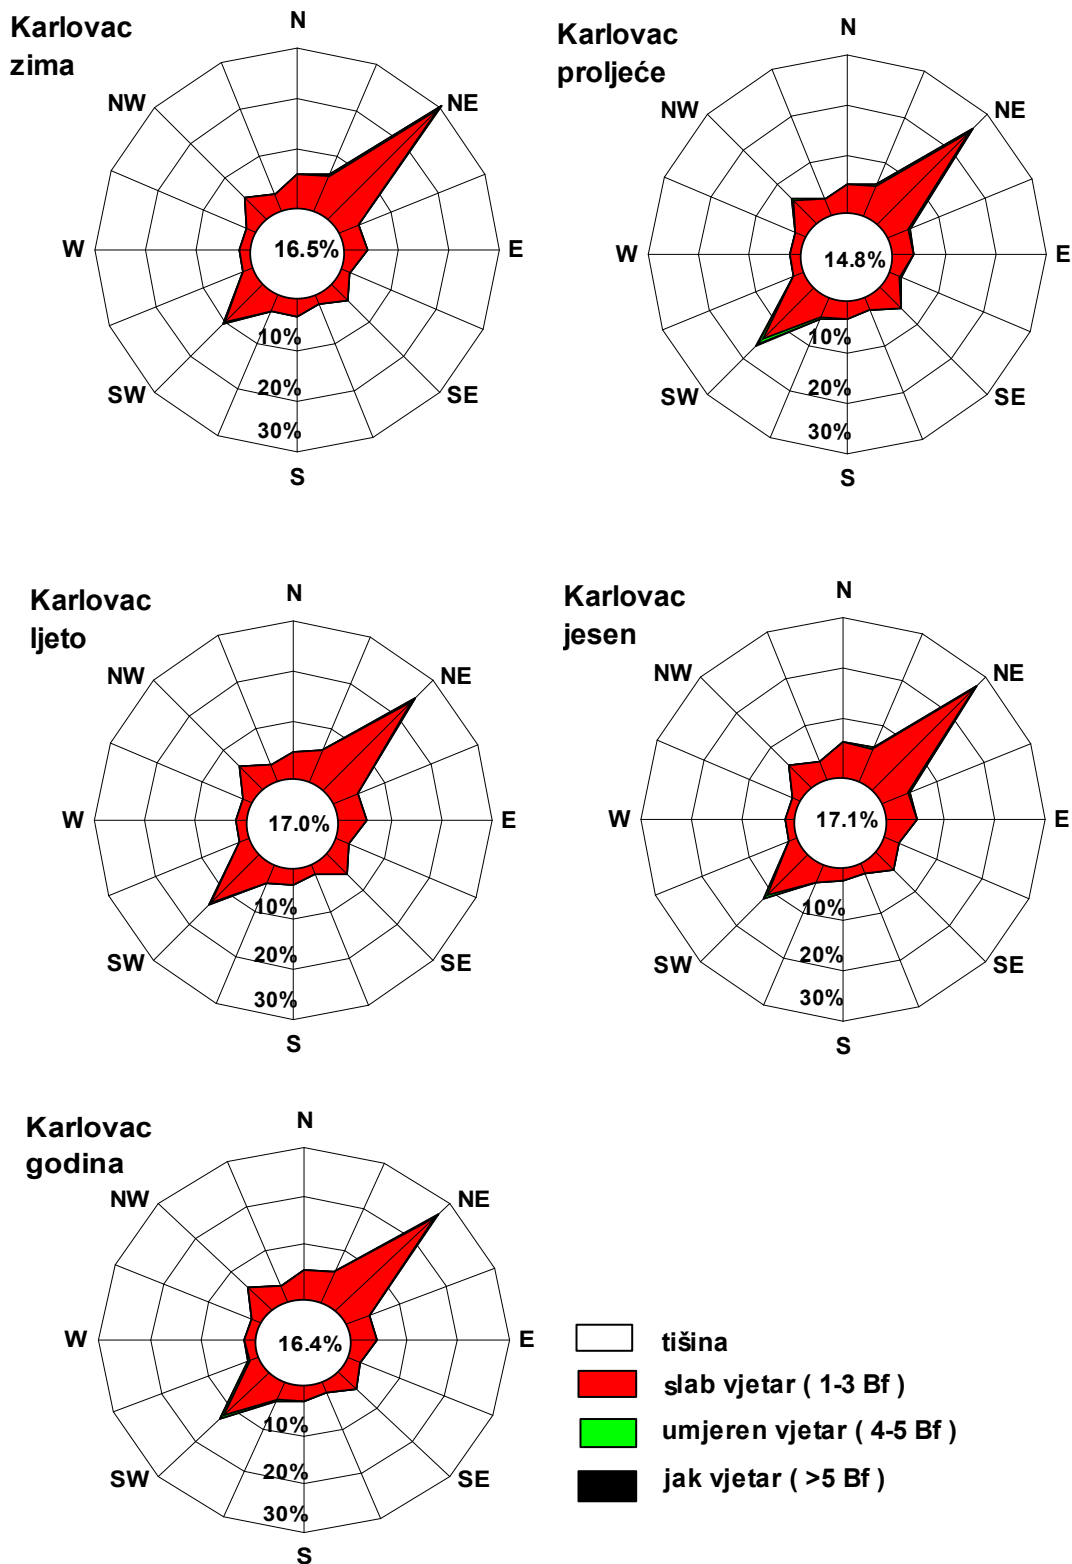 Karlovac
zima
N
NW
NE
W
16.5%
E
10%
SW
20%
SE
30%
S
Karlovac
proljeće
N
NW
NE
W
14.8%
E
10%
SW
20%
SE
30%
S
Karlovac
ljeto
N
NW
NE
W
17.0%
E
10%
SW
20%
SE
30%
S
Karlovac
jesen
N
NW
NE
W
17.1%
E
10%
SW
20%
SE
30%
S
Karlovac
godina
N
NW
NE
W
16.4%
E
10%
SW
20%
SE
30%
S
tišina
slab vjetar ( 1-3 Bf )
umjeren vjetar ( 4-5 Bf )
jak vjetar ( >5 Bf )